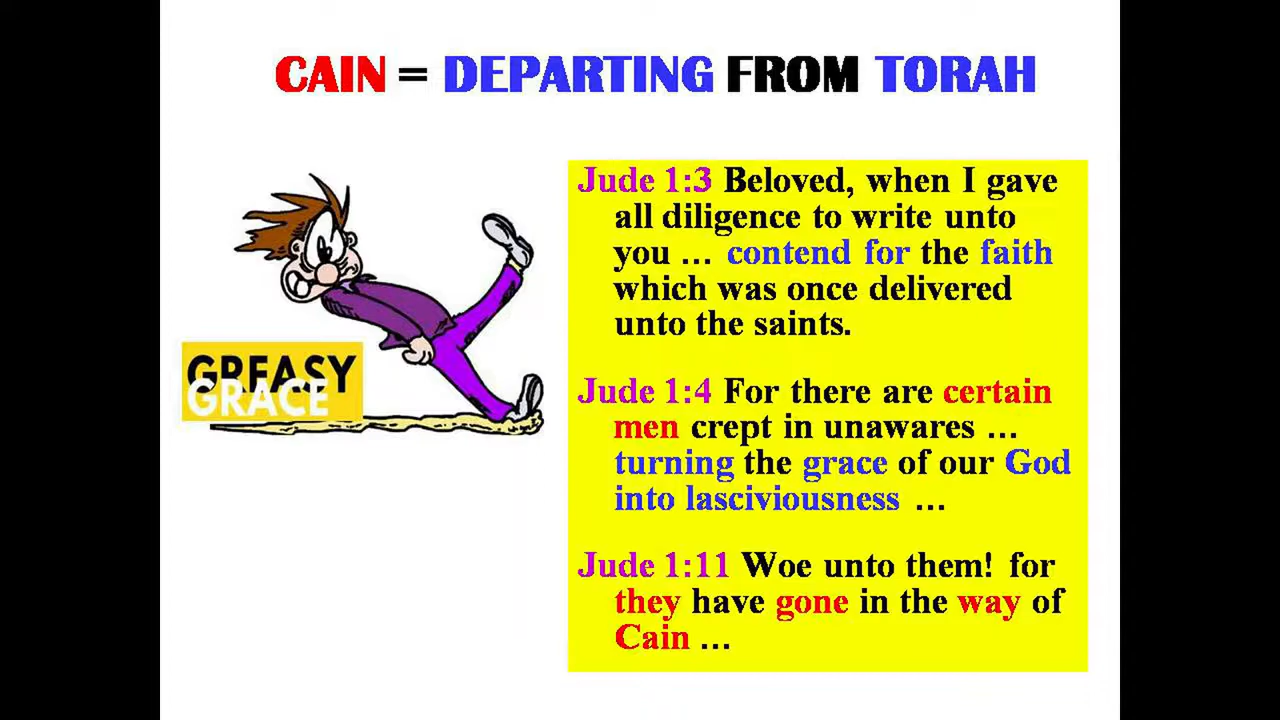 CAIN = DEPARTING FROM TORAH
GREASY
GRACE
Jude 1:3 Beloved, when I gave
all diligence to write unto
you ... contend for the faith
which was once delivered
unto the saints.
Jude 1:4 For there are certain
men crept in unawares ...
turning the grace of our God
into lasciviousness ...
Jude 1:11 Woe unto them! for
they have gone in the way of
Cain ...